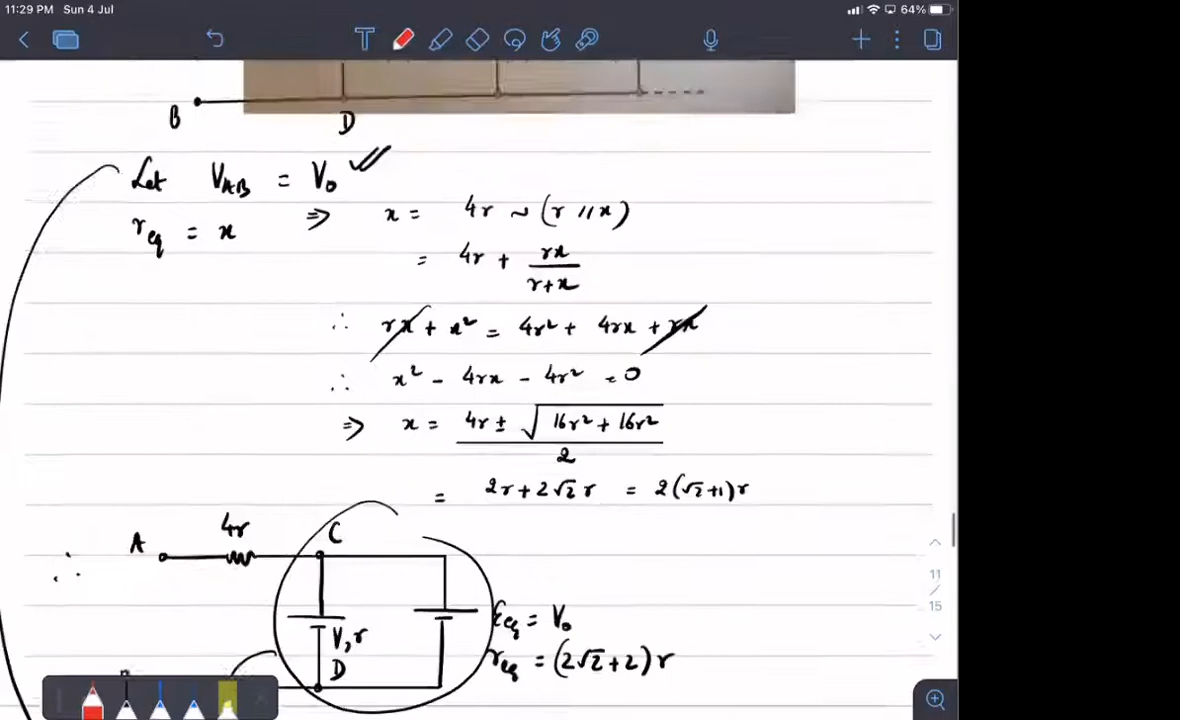 11:29 PM Sun 4 Jul 64%
T
B
D
Let V_AB = V₀
r_eq = x ⇒ x = 4r ~ (r // x)
= 4r + rx/(r+x)
∴ rx + x² = 4r² + 4rx + rx
∴ x² - 4rx - 4r² = 0
⇒ x = (4r ± √(16r² + 16r²))/2
= 2r + 2√2 r = 2(√2+1)r
∴ A 4r C
V, r
D
ε_eq = V₀
r_eq = (2√2+2) r
11
/
15